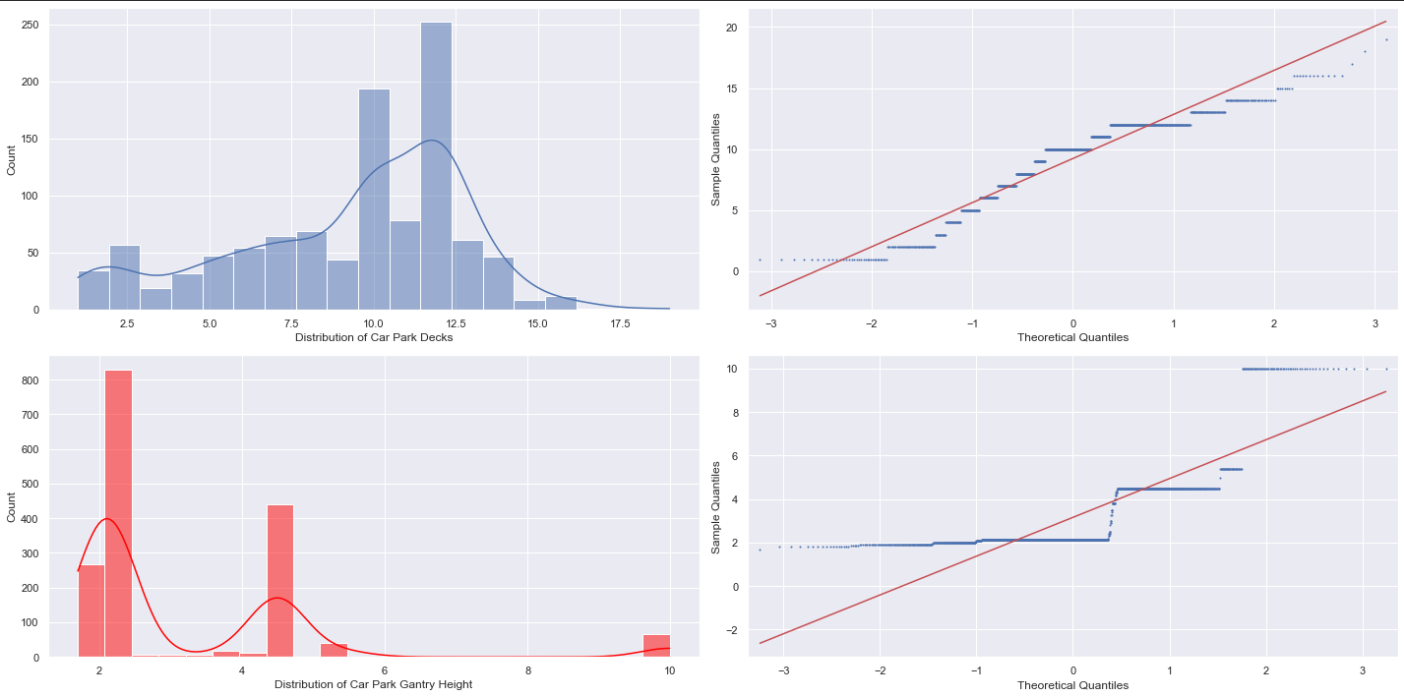 250
200
150
100
50
0
Count
2.5 5.0 7.5 10.0 12.5 15.0 17.5
Distribution of Car Park Decks
20
15
10
5
0
Sample Quantiles
−3 −2 −1 0 1 2 3
Theoretical Quantiles
800
700
600
500
400
300
200
100
0
Count
2 4 6 8 10
Distribution of Car Park Gantry Height
10
8
6
4
2
0
−2
Sample Quantiles
−3 −2 −1 0 1 2 3
Theoretical Quantiles